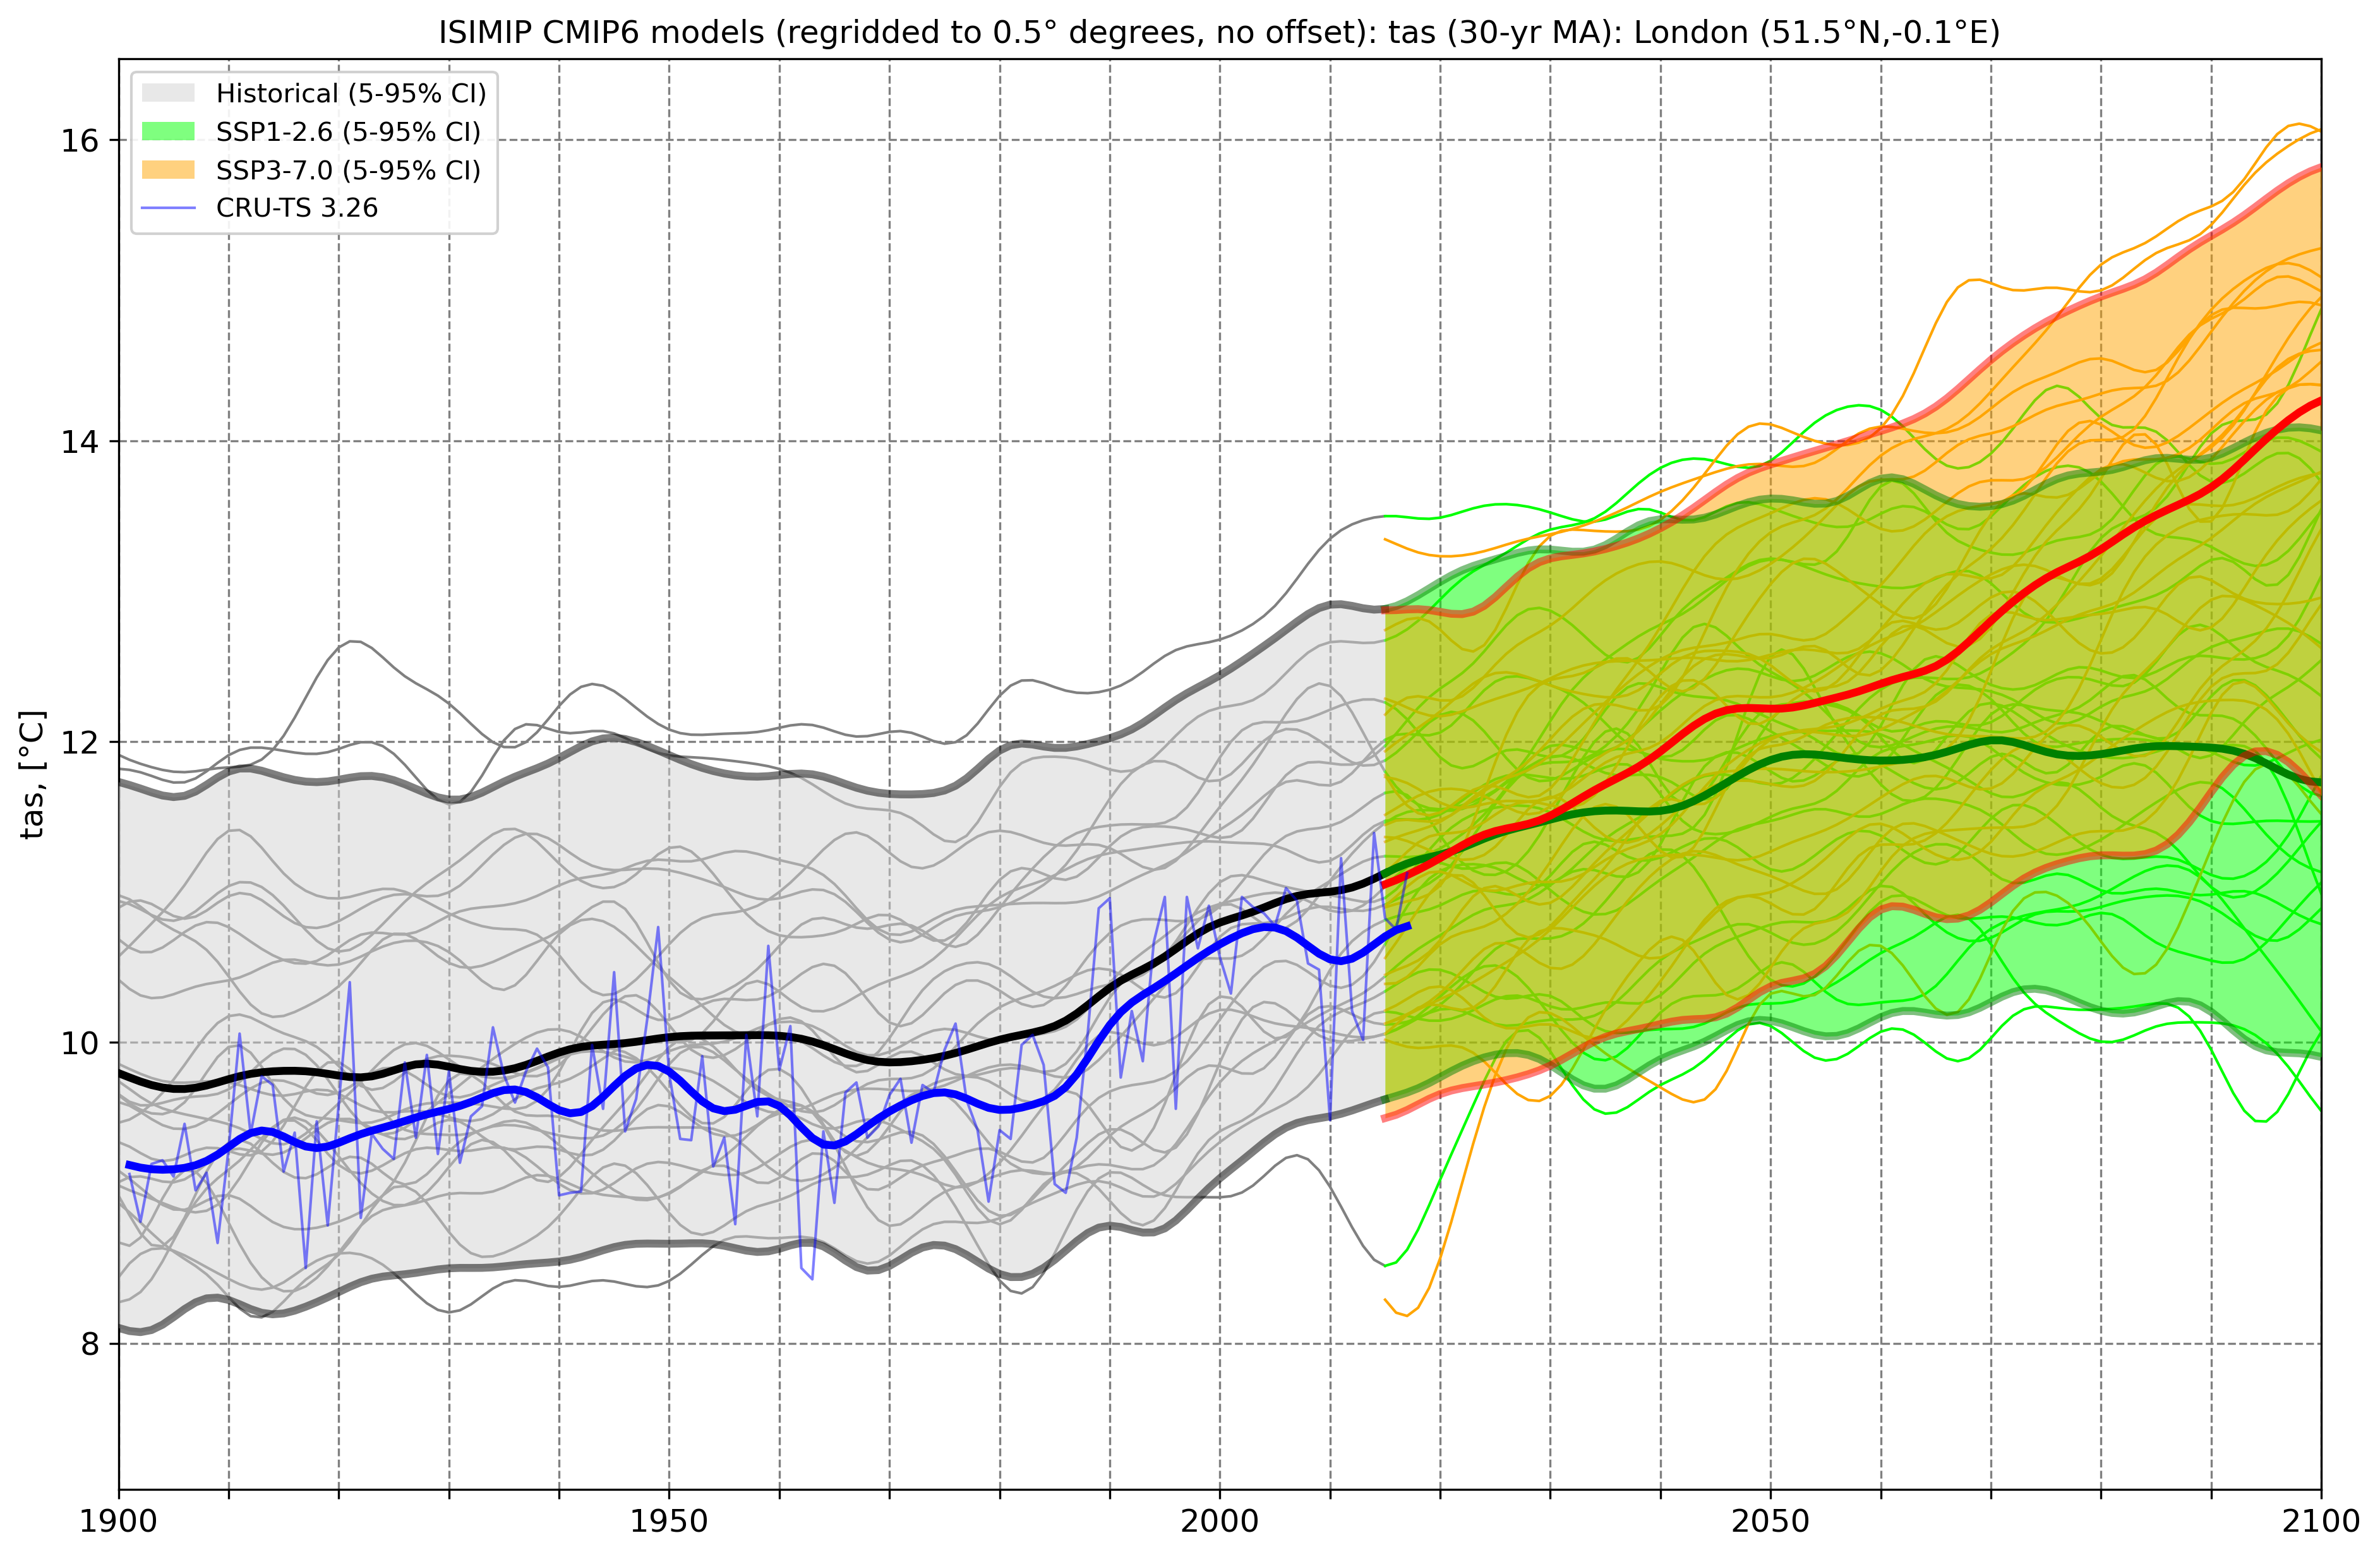 ISIMIP CMIP6 models (regridded to 0.5° degrees, no offset): tas (30-yr MA): London (51.5°N,-0.1°E)
Historical (5-95% CI)
SSP1-2.6 (5-95% CI)
SSP3-7.0 (5-95% CI)
CRU-TS 3.26
16
14
12
10
8
tas, [°C]
1900 1950 2000 2050 2100